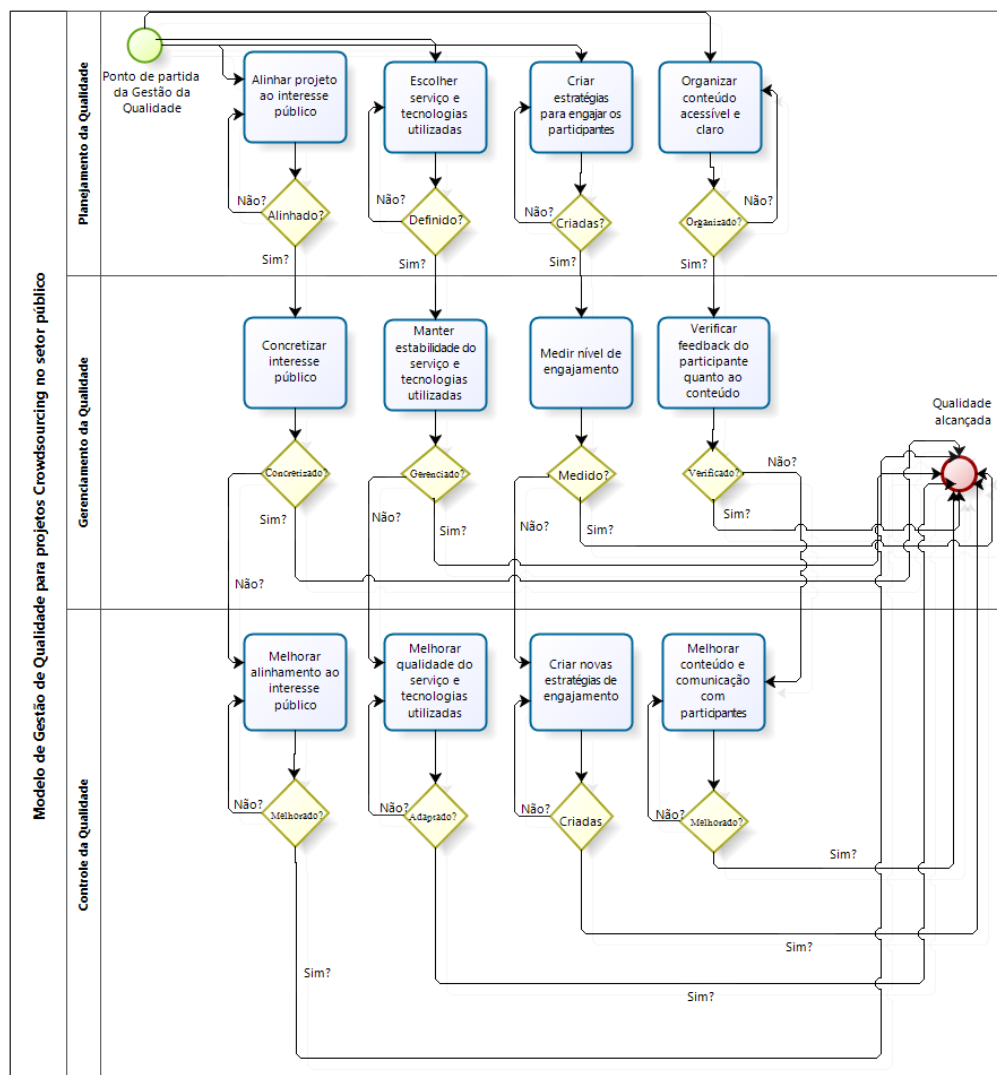 Modelo de Gestão de Qualidade para projetos Crowdsourcing no setor público
Planejamento da Qualidade
Ponto de partida
da Gestão da
Qualidade
Alinhar projeto
ao interesse
público
Escolher
serviço e
tecnologias
utilizadas
Criar
estratégias
para engajar os
participantes
Organizar
conteúdo
acessível e
claro
Não?
Alinhado?
Não?
Definido?
Não?
Criadas?
Organizado?
Não?
Sim?
Sim?
Sim?
Sim?
Gerenciamento da Qualidade
Concretizar
interesse
público
Manter
estabilidade do
serviço e
tecnologias
utilizadas
Medir nível de
engajamento
Verificar
feedback do
participante
quanto ao
conteúdo
Qualidade
alcançada
Concretizado?
Gerenciado?
Medido?
Verificado?
Não?
Sim?
Não?
Sim?
Não?
Sim?
Sim?
Não?
Controle da Qualidade
Melhorar
alinhamento ao
interesse
público
Melhorar
qualidade do
serviço e
tecnologias
utilizadas
Criar novas
estratégias de
engajamento
Melhorar
conteúdo e
comunicação
com
participantes
Não?
Melhorado?
Não?
Adaptado?
Não?
Criadas
Não?
Melhorado?
Sim?
Sim?
Sim?
Sim?